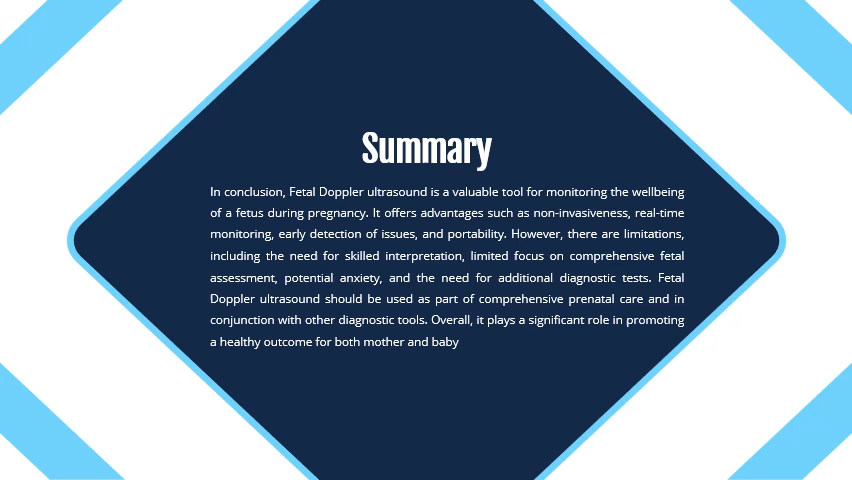 Summary
In conclusion, Fetal Doppler ultrasound is a valuable tool for monitoring the wellbeing
of a fetus during pregnancy. It offers advantages such as non-invasiveness, real-time
monitoring, early detection of issues, and portability. However, there are limitations,
including the need for skilled interpretation, limited focus on comprehensive fetal
assessment, potential anxiety, and the need for additional diagnostic tests. Fetal
Doppler ultrasound should be used as part of comprehensive prenatal care and in
conjunction with other diagnostic tools. Overall, it plays a significant role in promoting
a healthy outcome for both mother and baby